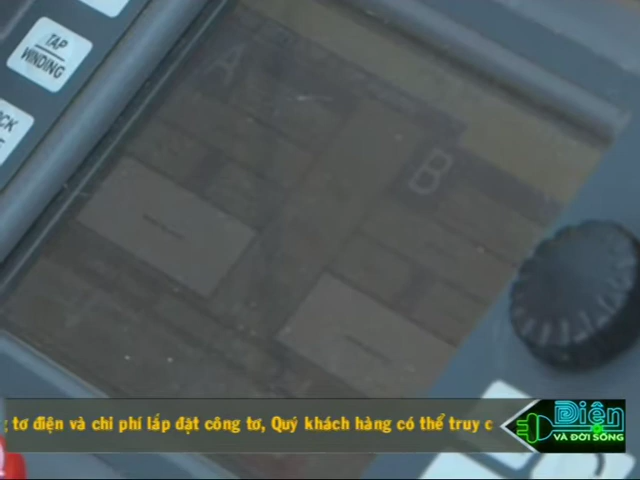 TAP
WINDING
A
B
tơ điện và chi phí lắp đặt công tơ, Quý khách hàng có thể truy c
Điện
VÀ ĐỜI SỐNG